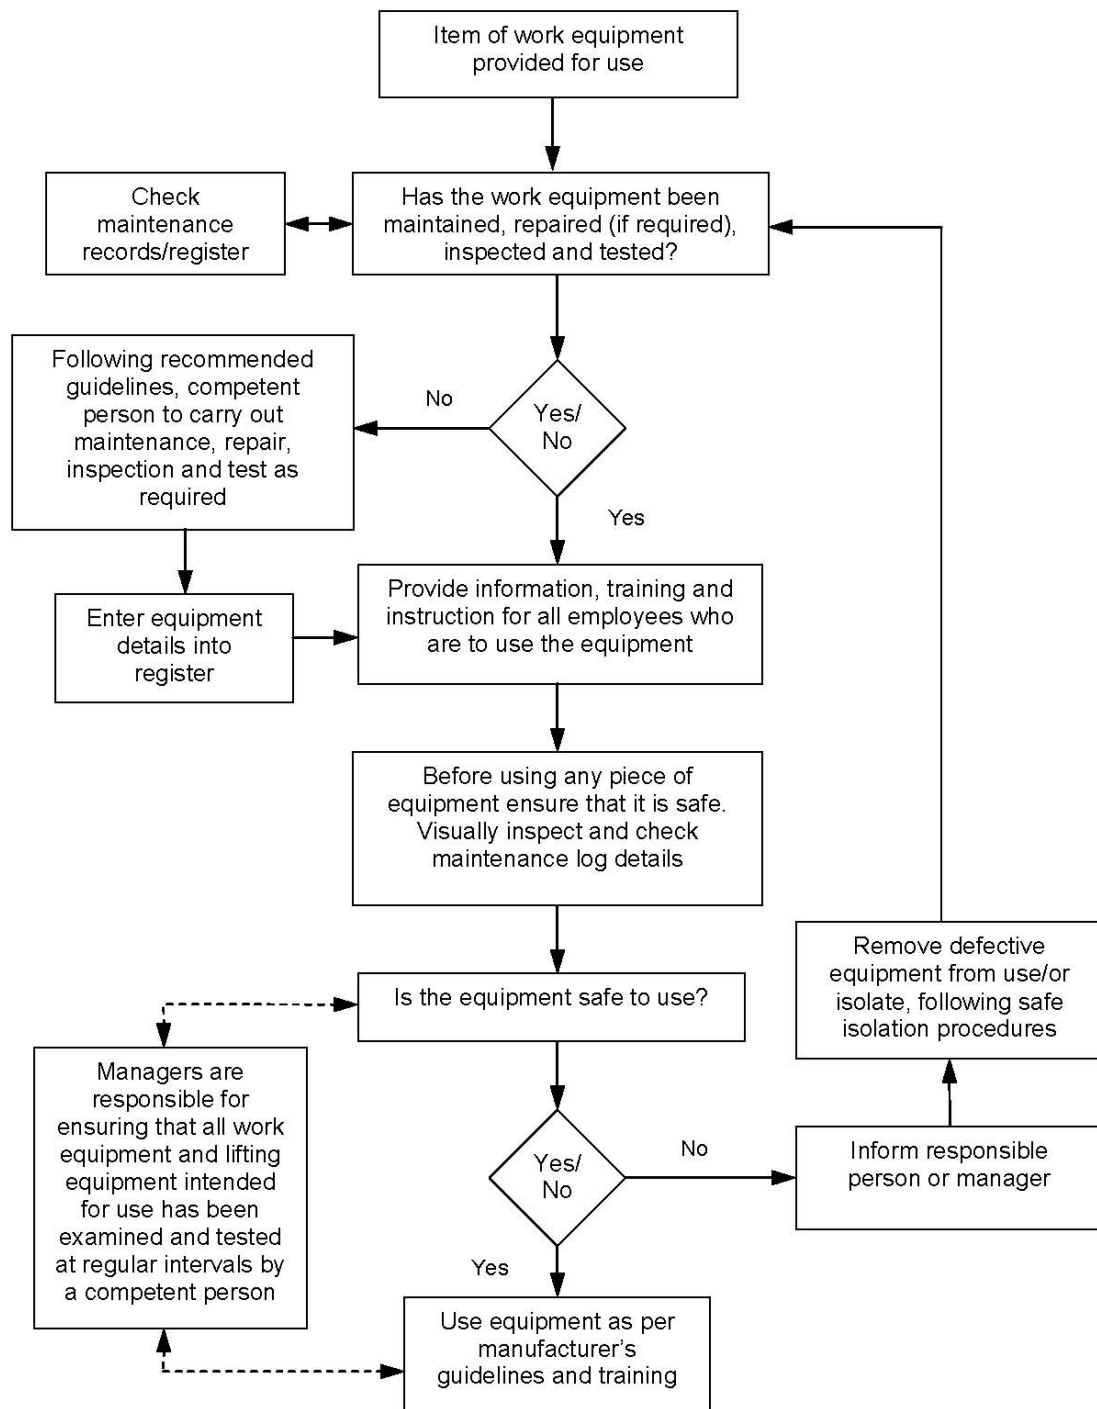 Item of work equipment
provided for use
Check
maintenance
records/register
Has the work equipment been
maintained, repaired (if required),
inspected and tested?
Following recommended
guidelines, competent
person to carry out
maintenance, repair,
inspection and test as
required
No
Yes/
No
Yes
Enter equipment
details into
register
Provide information, training and
instruction for all employees who
are to use the equipment
Before using any piece of
equipment ensure that it is safe.
Visually inspect and check
maintenance log details
Is the equipment safe to use?
Remove defective
equipment from use/or
isolate, following safe
isolation procedures
Managers are
responsible for
ensuring that all work
equipment and lifting
equipment intended
for use has been
examined and tested
at regular intervals by
a competent person
Yes/
No
No
Inform responsible
person or manager
Yes
Use equipment as per
manufacturer’s
guidelines and training